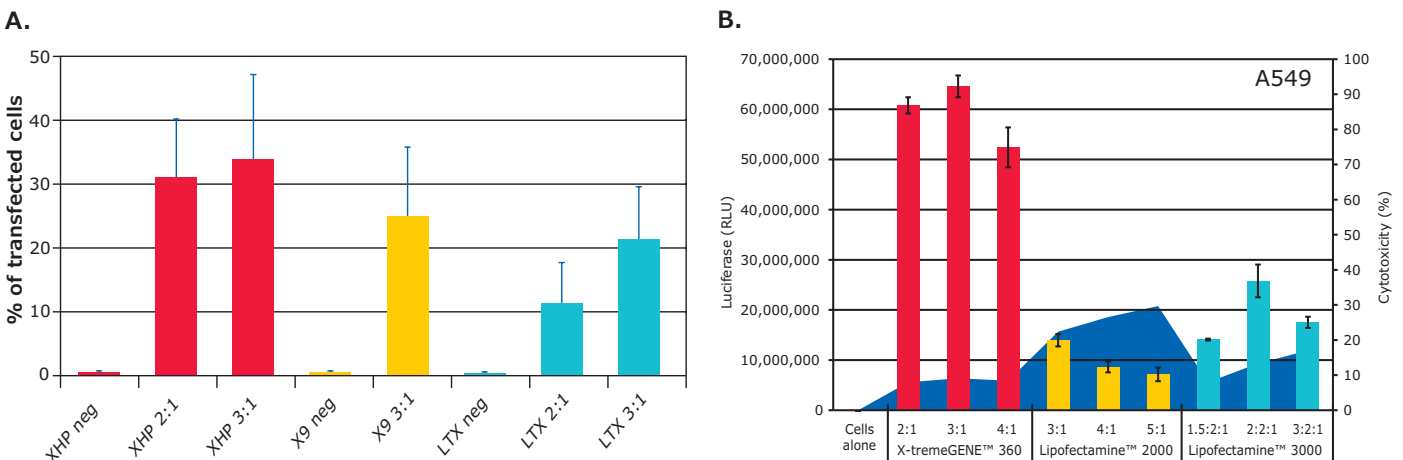 A.
% of transfected cells
50
40
30
20
10
0
XHP neg
XHP 2:1
XHP 3:1
X9 neg
X9 3:1
LTX neg
LTX 2:1
LTX 3:1
B.
A549
Luciferase (RLU)
70,000,000
60,000,000
50,000,000
40,000,000
30,000,000
20,000,000
10,000,000
0
100
90
80
70
60
50
40
30
20
10
0
Cytotoxicity (%)
Cells alone
2:1 3:1 4:1
X-tremeGENE™ 360
3:1 4:1 5:1
Lipofectamine™ 2000
1.5:2:1 2:2:1 3:2:1
Lipofectamine™ 3000